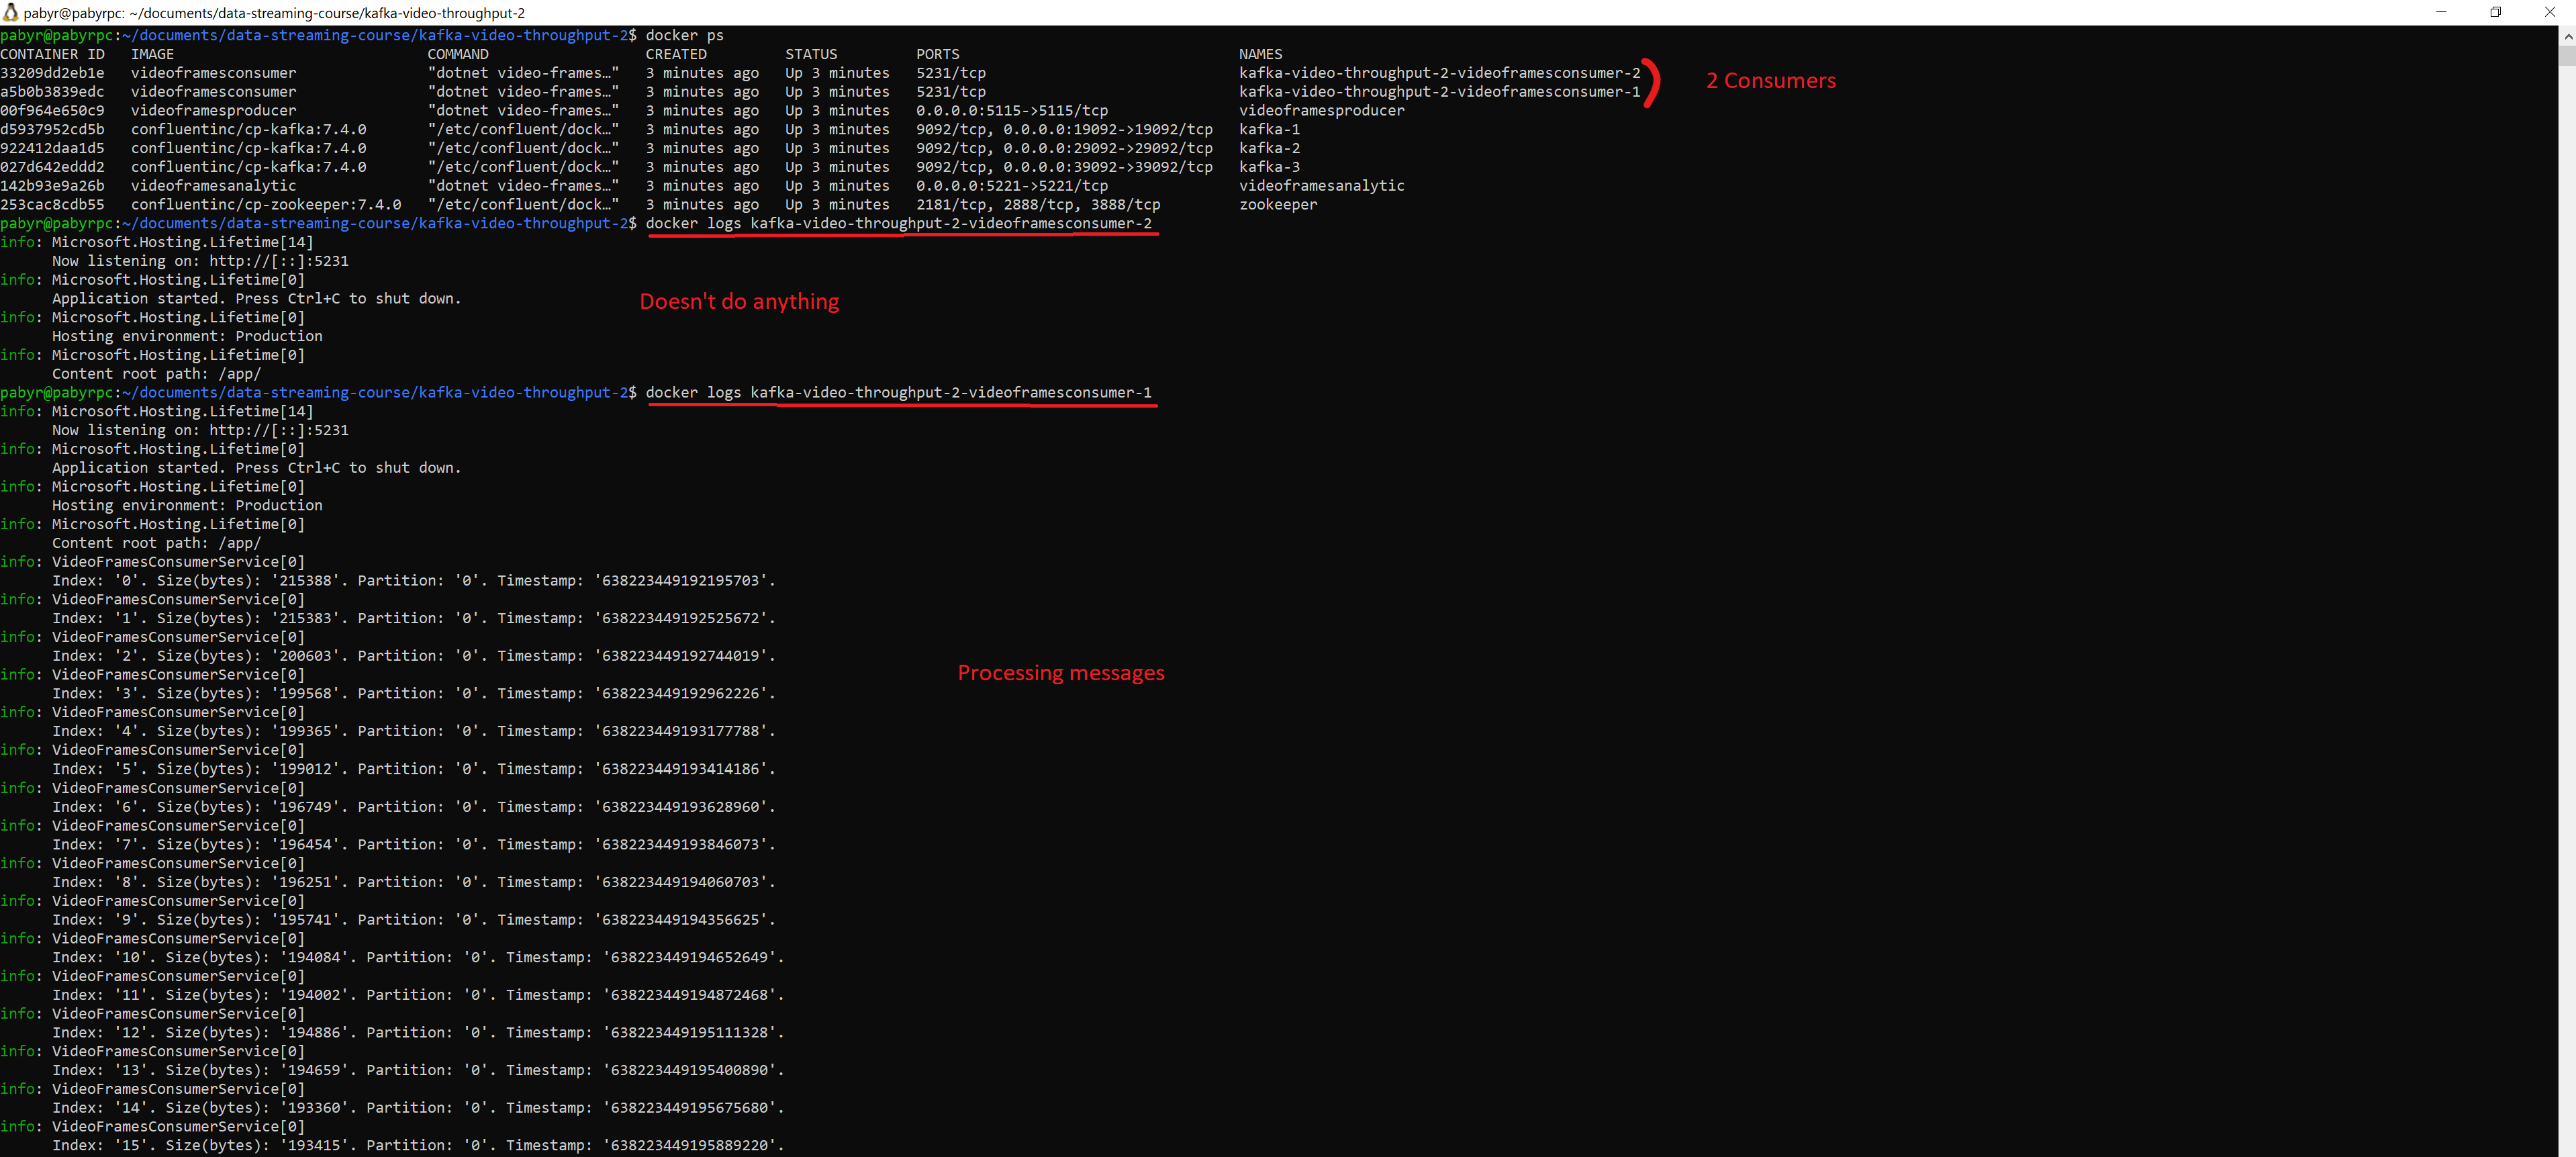 pabyr@pabyrpc: ~/documents/data-streaming-course/kafka-video-throughput-2
pabyr@pabyrpc:~/documents/data-streaming-course/kafka-video-throughput-2$ docker ps
CONTAINER ID   IMAGE                             COMMAND                  CREATED         STATUS         PORTS                                NAMES
33209dd2eb1e   videoframesconsumer               "dotnet video-frames…"   3 minutes ago   Up 3 minutes   5231/tcp                             kafka-video-throughput-2-videoframesconsumer-2
2 Consumers
a5b0b3839edc   videoframesconsumer               "dotnet video-frames…"   3 minutes ago   Up 3 minutes   5231/tcp                             kafka-video-throughput-2-videoframesconsumer-1
00f964e650c9   videoframesproducer               "dotnet video-frames…"   3 minutes ago   Up 3 minutes   0.0.0.0:5115->5115/tcp               videoframesproducer
d5937952cd5b   confluentinc/cp-kafka:7.4.0       "/etc/confluent/dock…"   3 minutes ago   Up 3 minutes   9092/tcp, 0.0.0.0:19092->19092/tcp   kafka-1
922412daa1d5   confluentinc/cp-kafka:7.4.0       "/etc/confluent/dock…"   3 minutes ago   Up 3 minutes   9092/tcp, 0.0.0.0:29092->29092/tcp   kafka-2
027d642eddd2   confluentinc/cp-kafka:7.4.0       "/etc/confluent/dock…"   3 minutes ago   Up 3 minutes   9092/tcp, 0.0.0.0:39092->39092/tcp   kafka-3
142b93e9a26b   videoframesanalytic               "dotnet video-frames…"   3 minutes ago   Up 3 minutes   0.0.0.0:5221->5221/tcp               videoframesanalytic
253cac8cdb55   confluentinc/cp-zookeeper:7.4.0   "/etc/confluent/dock…"   3 minutes ago   Up 3 minutes   2181/tcp, 2888/tcp, 3888/tcp         zookeeper
pabyr@pabyrpc:~/documents/data-streaming-course/kafka-video-throughput-2$ docker logs kafka-video-throughput-2-videoframesconsumer-2
info: Microsoft.Hosting.Lifetime[14]
Now listening on: http://[::]:5231
info: Microsoft.Hosting.Lifetime[0]
Application started. Press Ctrl+C to shut down.
Doesn't do anything
info: Microsoft.Hosting.Lifetime[0]
Hosting environment: Production
info: Microsoft.Hosting.Lifetime[0]
Content root path: /app/
pabyr@pabyrpc:~/documents/data-streaming-course/kafka-video-throughput-2$ docker logs kafka-video-throughput-2-videoframesconsumer-1
info: Microsoft.Hosting.Lifetime[14]
Now listening on: http://[::]:5231
info: Microsoft.Hosting.Lifetime[0]
Application started. Press Ctrl+C to shut down.
info: Microsoft.Hosting.Lifetime[0]
Hosting environment: Production
info: Microsoft.Hosting.Lifetime[0]
Content root path: /app/
info: VideoFramesConsumerService[0]
Index: '0'. Size(bytes): '215388'. Partition: '0'. Timestamp: '638223449192195703'.
info: VideoFramesConsumerService[0]
Index: '1'. Size(bytes): '215383'. Partition: '0'. Timestamp: '638223449192525672'.
info: VideoFramesConsumerService[0]
Index: '2'. Size(bytes): '200603'. Partition: '0'. Timestamp: '638223449192744019'.
info: VideoFramesConsumerService[0]
Processing messages
Index: '3'. Size(bytes): '199568'. Partition: '0'. Timestamp: '638223449192962226'.
info: VideoFramesConsumerService[0]
Index: '4'. Size(bytes): '199365'. Partition: '0'. Timestamp: '638223449193177788'.
info: VideoFramesConsumerService[0]
Index: '5'. Size(bytes): '199012'. Partition: '0'. Timestamp: '638223449193414186'.
info: VideoFramesConsumerService[0]
Index: '6'. Size(bytes): '196749'. Partition: '0'. Timestamp: '638223449193628960'.
info: VideoFramesConsumerService[0]
Index: '7'. Size(bytes): '196454'. Partition: '0'. Timestamp: '638223449193846073'.
info: VideoFramesConsumerService[0]
Index: '8'. Size(bytes): '196251'. Partition: '0'. Timestamp: '638223449194060703'.
info: VideoFramesConsumerService[0]
Index: '9'. Size(bytes): '195741'. Partition: '0'. Timestamp: '638223449194356625'.
info: VideoFramesConsumerService[0]
Index: '10'. Size(bytes): '194084'. Partition: '0'. Timestamp: '638223449194652649'.
info: VideoFramesConsumerService[0]
Index: '11'. Size(bytes): '194002'. Partition: '0'. Timestamp: '638223449194872468'.
info: VideoFramesConsumerService[0]
Index: '12'. Size(bytes): '194886'. Partition: '0'. Timestamp: '638223449195111328'.
info: VideoFramesConsumerService[0]
Index: '13'. Size(bytes): '194659'. Partition: '0'. Timestamp: '638223449195400890'.
info: VideoFramesConsumerService[0]
Index: '14'. Size(bytes): '193360'. Partition: '0'. Timestamp: '638223449195675680'.
info: VideoFramesConsumerService[0]
Index: '15'. Size(bytes): '193415'. Partition: '0'. Timestamp: '638223449195889220'.